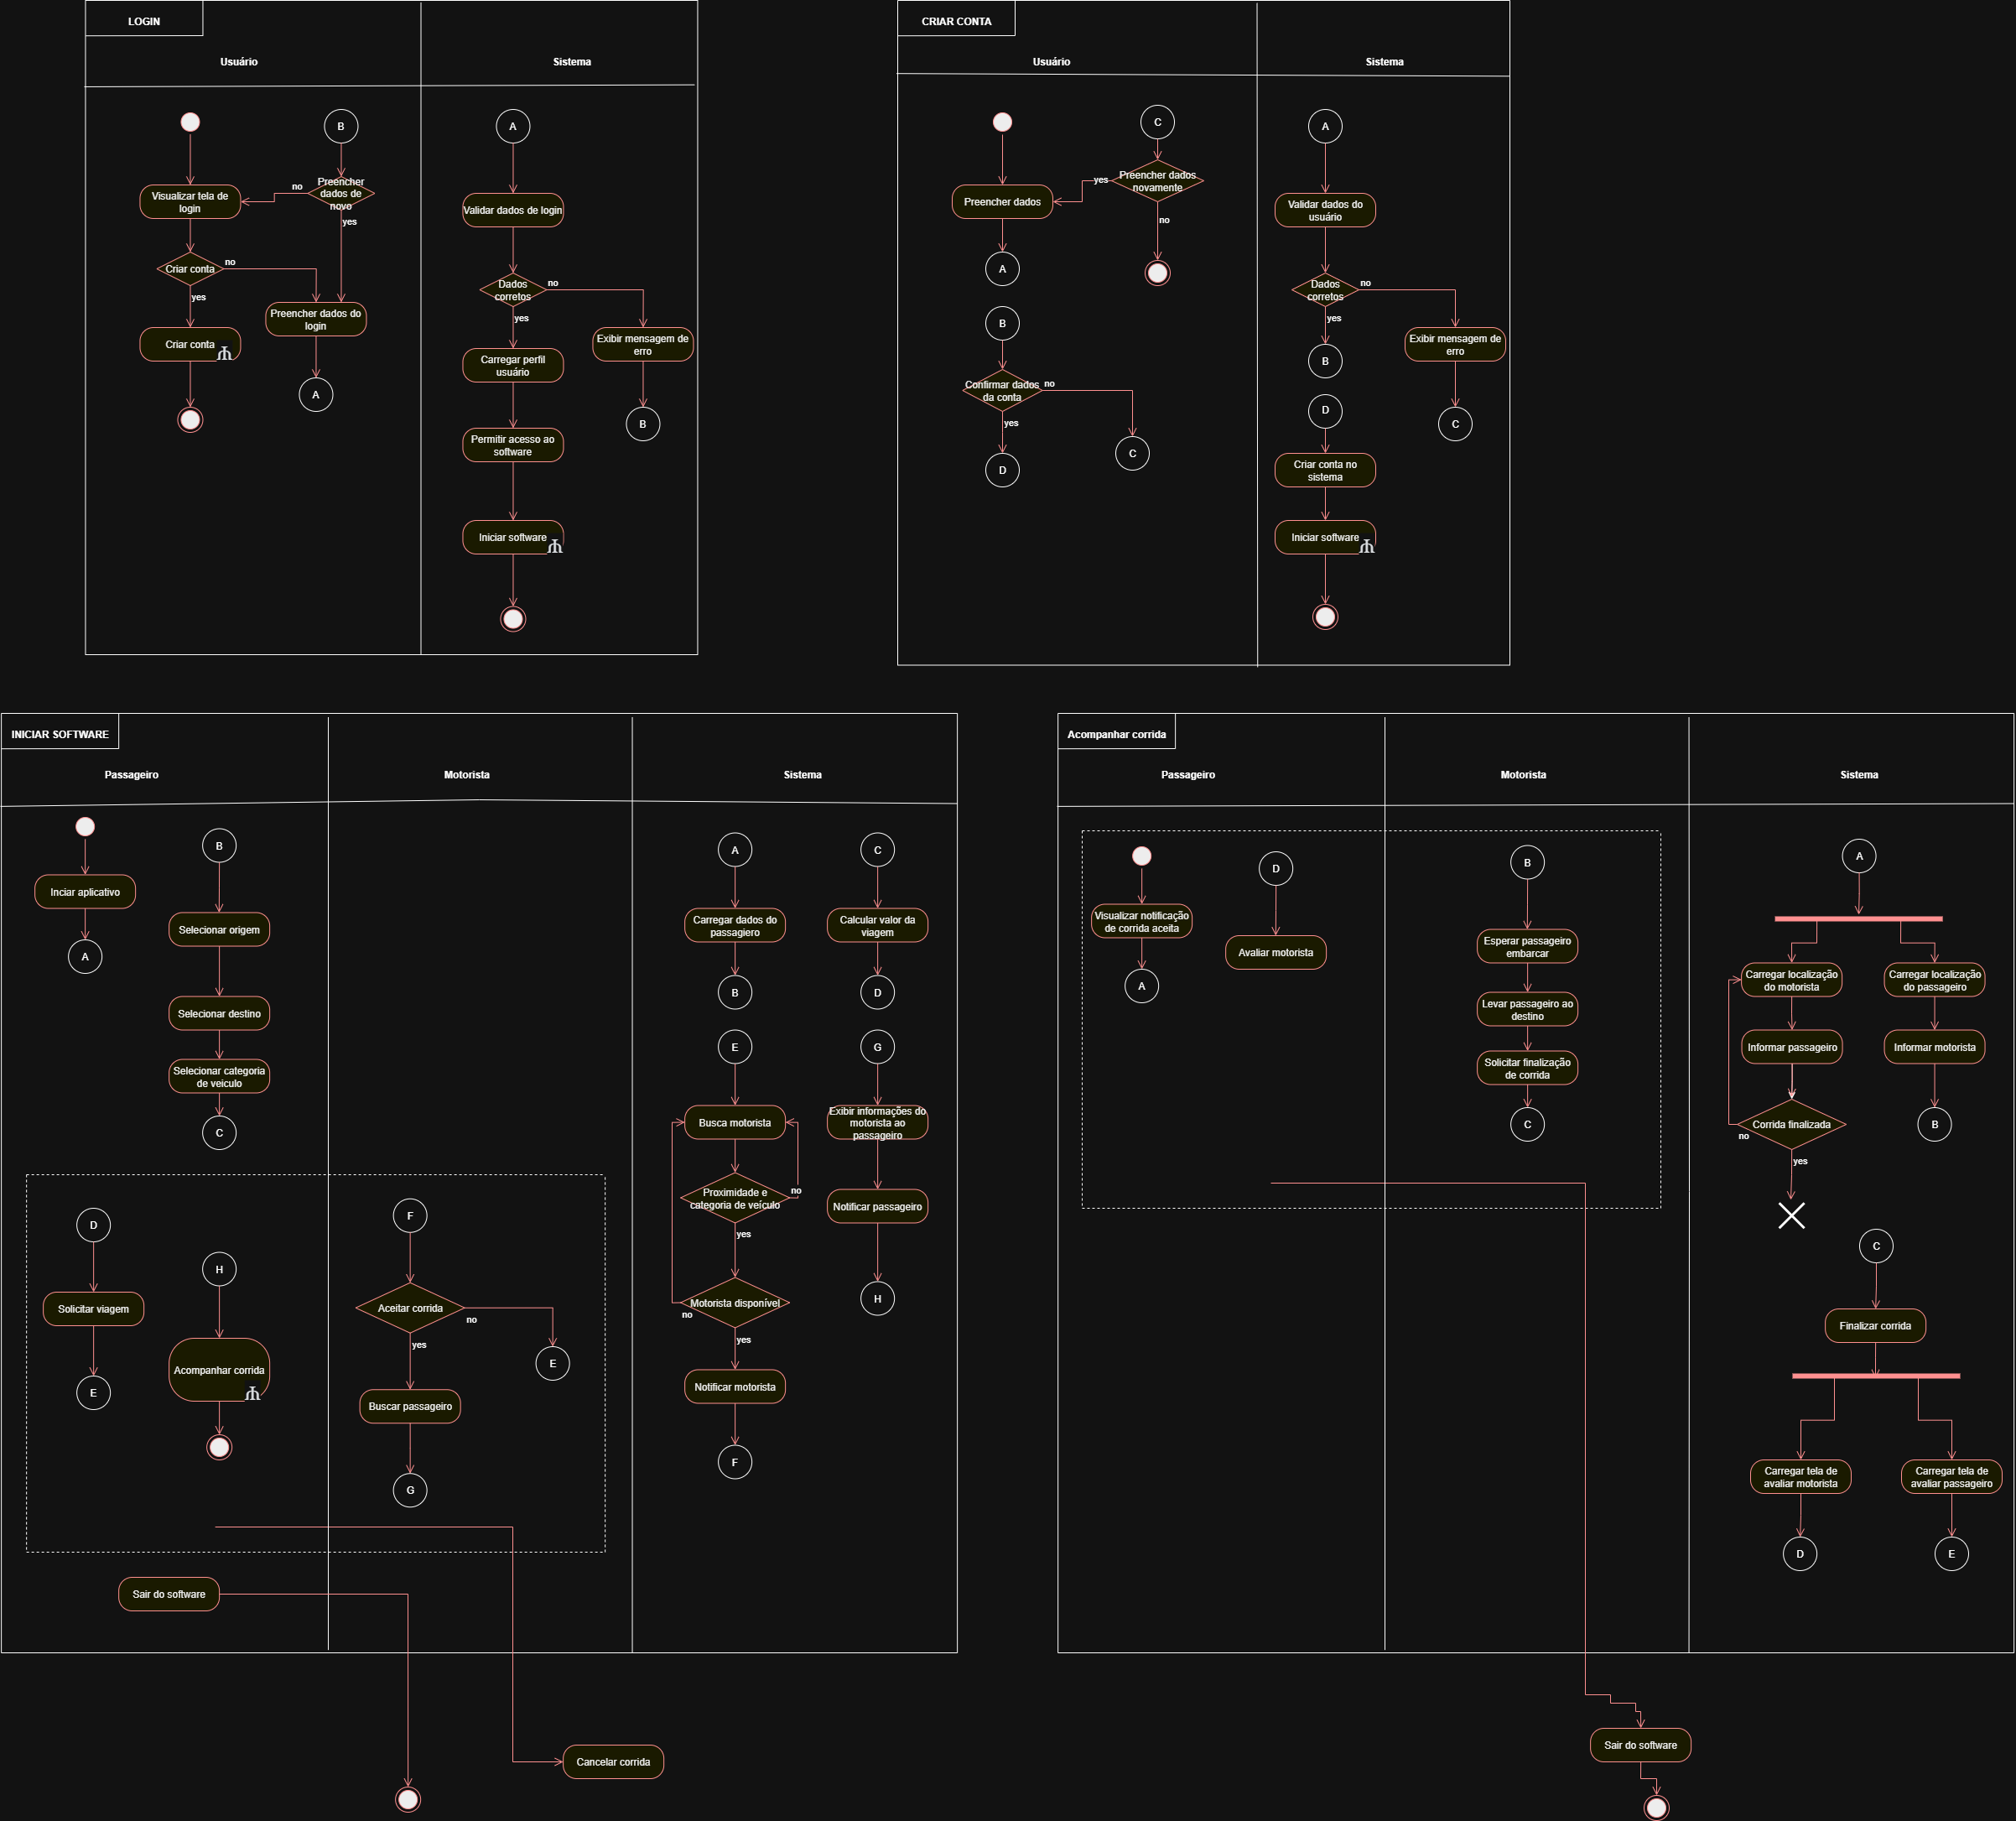 LOGIN
Usuário
Sistema
B
A
Preencher
dados de
novo
no
yes
Visualizar tela de
login
Validar dados de login
Criar conta
no
yes
Dados
corretos
no
yes
Preencher dados do
login
Criar conta
Exibir mensagem de
erro
Carregar perfil
usuário
A
B
Permitir acesso ao
software
Iniciar software
CRIAR CONTA
Usuário
Sistema
C
A
Preencher dados
novamente
yes
no
Preencher dados
Validar dados do
usuário
A
Dados
corretos
no
yes
B
Exibir mensagem de
erro
B
Confirmar dados
da conta
no
yes
D
C
C
D
Criar conta no
sistema
Iniciar software
INICIAR SOFTWARE
Passageiro
Motorista
Sistema
B
A
C
Inciar aplicativo
Selecionar origem
Carregar dados do
passagiero
Calcular valor da
viagem
A
B
D
Selecionar destino
E
G
Selecionar categoria
de veiculo
C
Busca motorista
Exibir informações do
motorista ao
passageiro
Proximidade e
categoria de veículo
no
yes
Notificar passageiro
D
H
F
Solicitar viagem
Aceitar corrida
no
yes
Motorista disponível
no
yes
H
E
Acompanhar corrida
E
Buscar passageiro
Notificar motorista
G
F
Sair do software
Cancelar corrida
Acompanhar corrida
Passageiro
Motorista
Sistema
D
B
A
Visualizar notificação
de corrida aceita
Avaliar motorista
Esperar passageiro
embarcar
A
Carregar localização
do motorista
Carregar localização
do passageiro
Levar passageiro ao
destino
Informar passageiro
Informar motorista
Solicitar finalização
de corrida
C
Corrida finalizada
no
yes
B
C
Finalizar corrida
Carregar tela de
avaliar motorista
Carregar tela de
avaliar passageiro
D
E
Sair do software